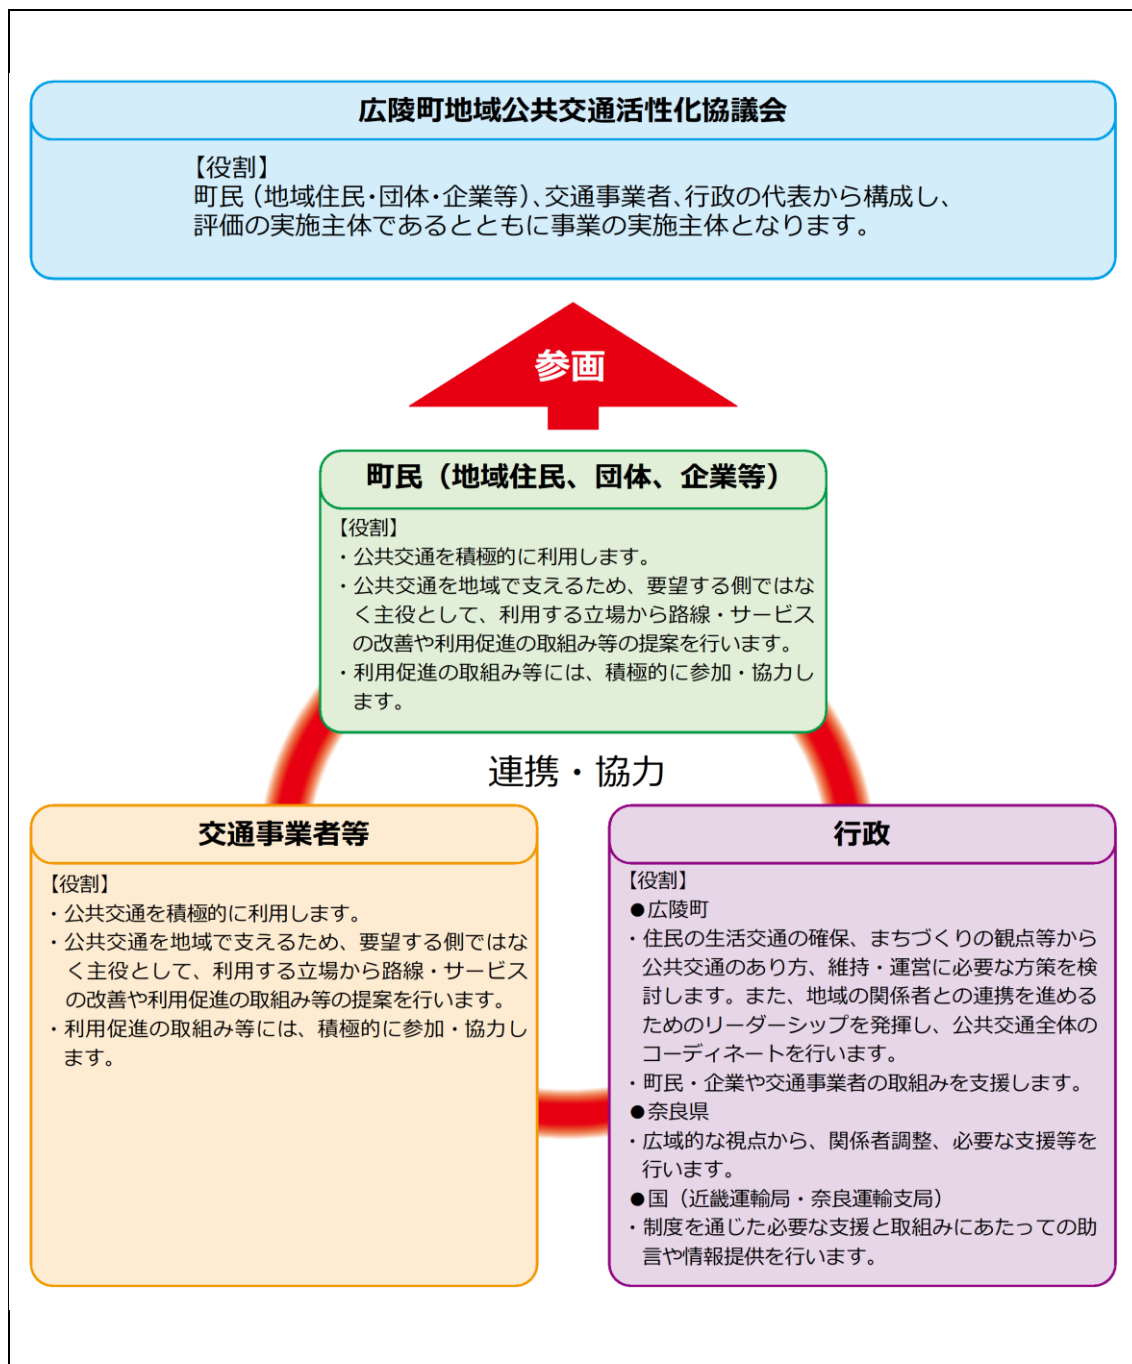 広陵町地域公共交通活性化協議会
【役割】
町民（地域住民・団体・企業等）、交通事業者、行政の代表から構成し、
評価の実施主体であるとともに事業の実施主体となります。
参画
町民（地域住民、団体、企業等）
【役割】
・公共交通を積極的に利用します。
・公共交通を地域で支えるため、要望する側ではな
く主役として、利用する立場から路線・サービス
の改善や利用促進の取組み等の提案を行います。
・利用促進の取組み等には、積極的に参加・協力し
ます。
連携・協力
交通事業者等
【役割】
・公共交通を積極的に利用します。
・公共交通を地域で支えるため、要望する側ではな
く主役として、利用する立場から路線・サービス
の改善や利用促進の取組み等の提案を行います。
・利用促進の取組み等には、積極的に参加・協力し
ます。
行政
【役割】
●広陵町
・住民の生活交通の確保、まちづくりの観点等から
公共交通のあり方、維持・運営に必要な方策を検
討します。また、地域の関係者との連携を進める
ためのリーダーシップを発揮し、公共交通全体の
コーディネートを行います。
・町民・企業や交通事業者の取組みを支援します。
●奈良県
・広域的な視点から、関係者調整、必要な支援等を
行います。
●国（近畿運輸局・奈良運輸支局）
・制度を通じた必要な支援と取組みにあたっての助
言や情報提供を行います。